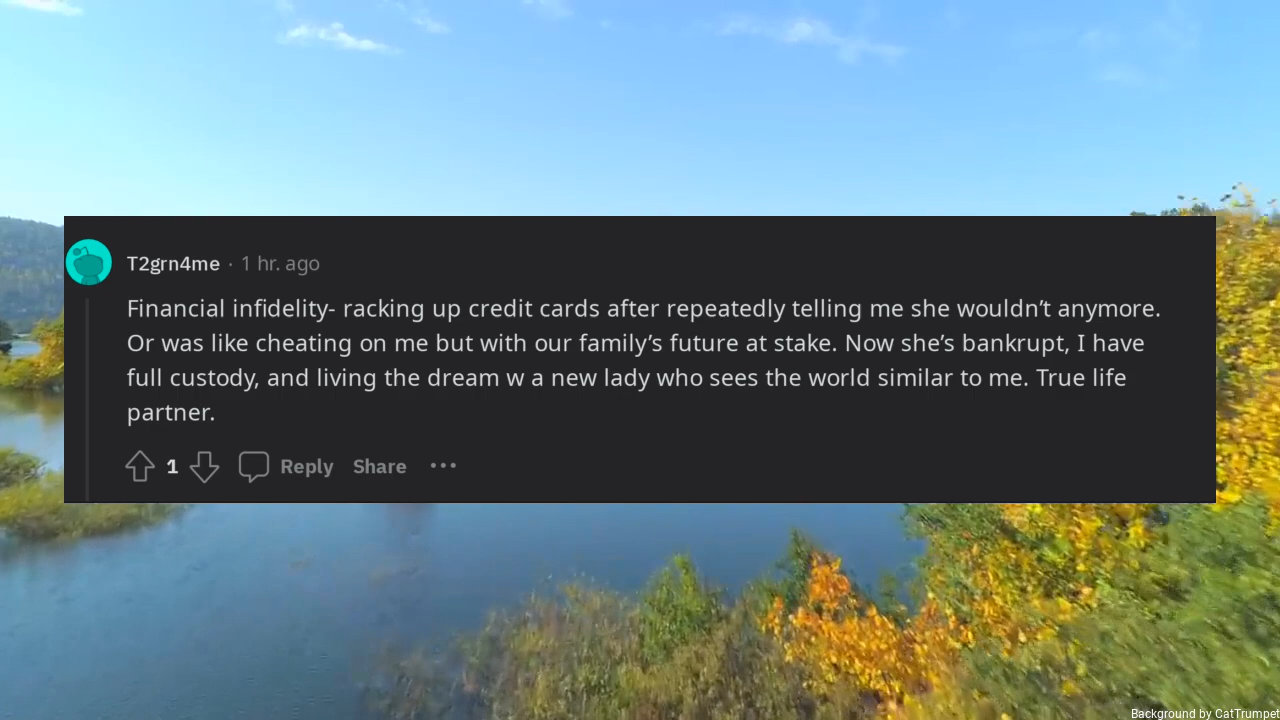 T2grn4me · 1 hr. ago
Financial infidelity- racking up credit cards after repeatedly telling me she wouldn’t anymore.
Or was like cheating on me but with our family’s future at stake. Now she’s bankrupt, I have
full custody, and living the dream w a new lady who sees the world similar to me. True life
partner.
1 Reply Share ···
Background by CatTrumpet